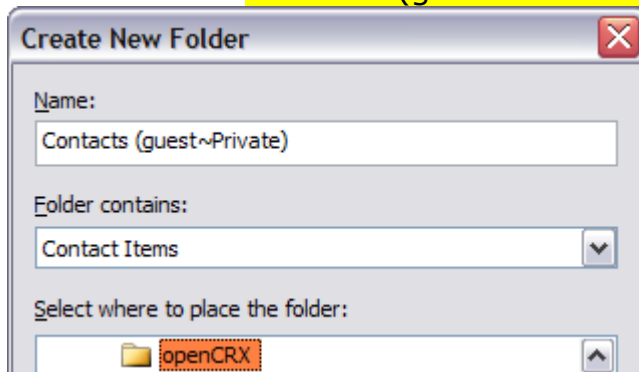 Create New Folder
Name:
Contacts (guest~Private)
Folder contains:
Contact Items
Select where to place the folder:
openCRX